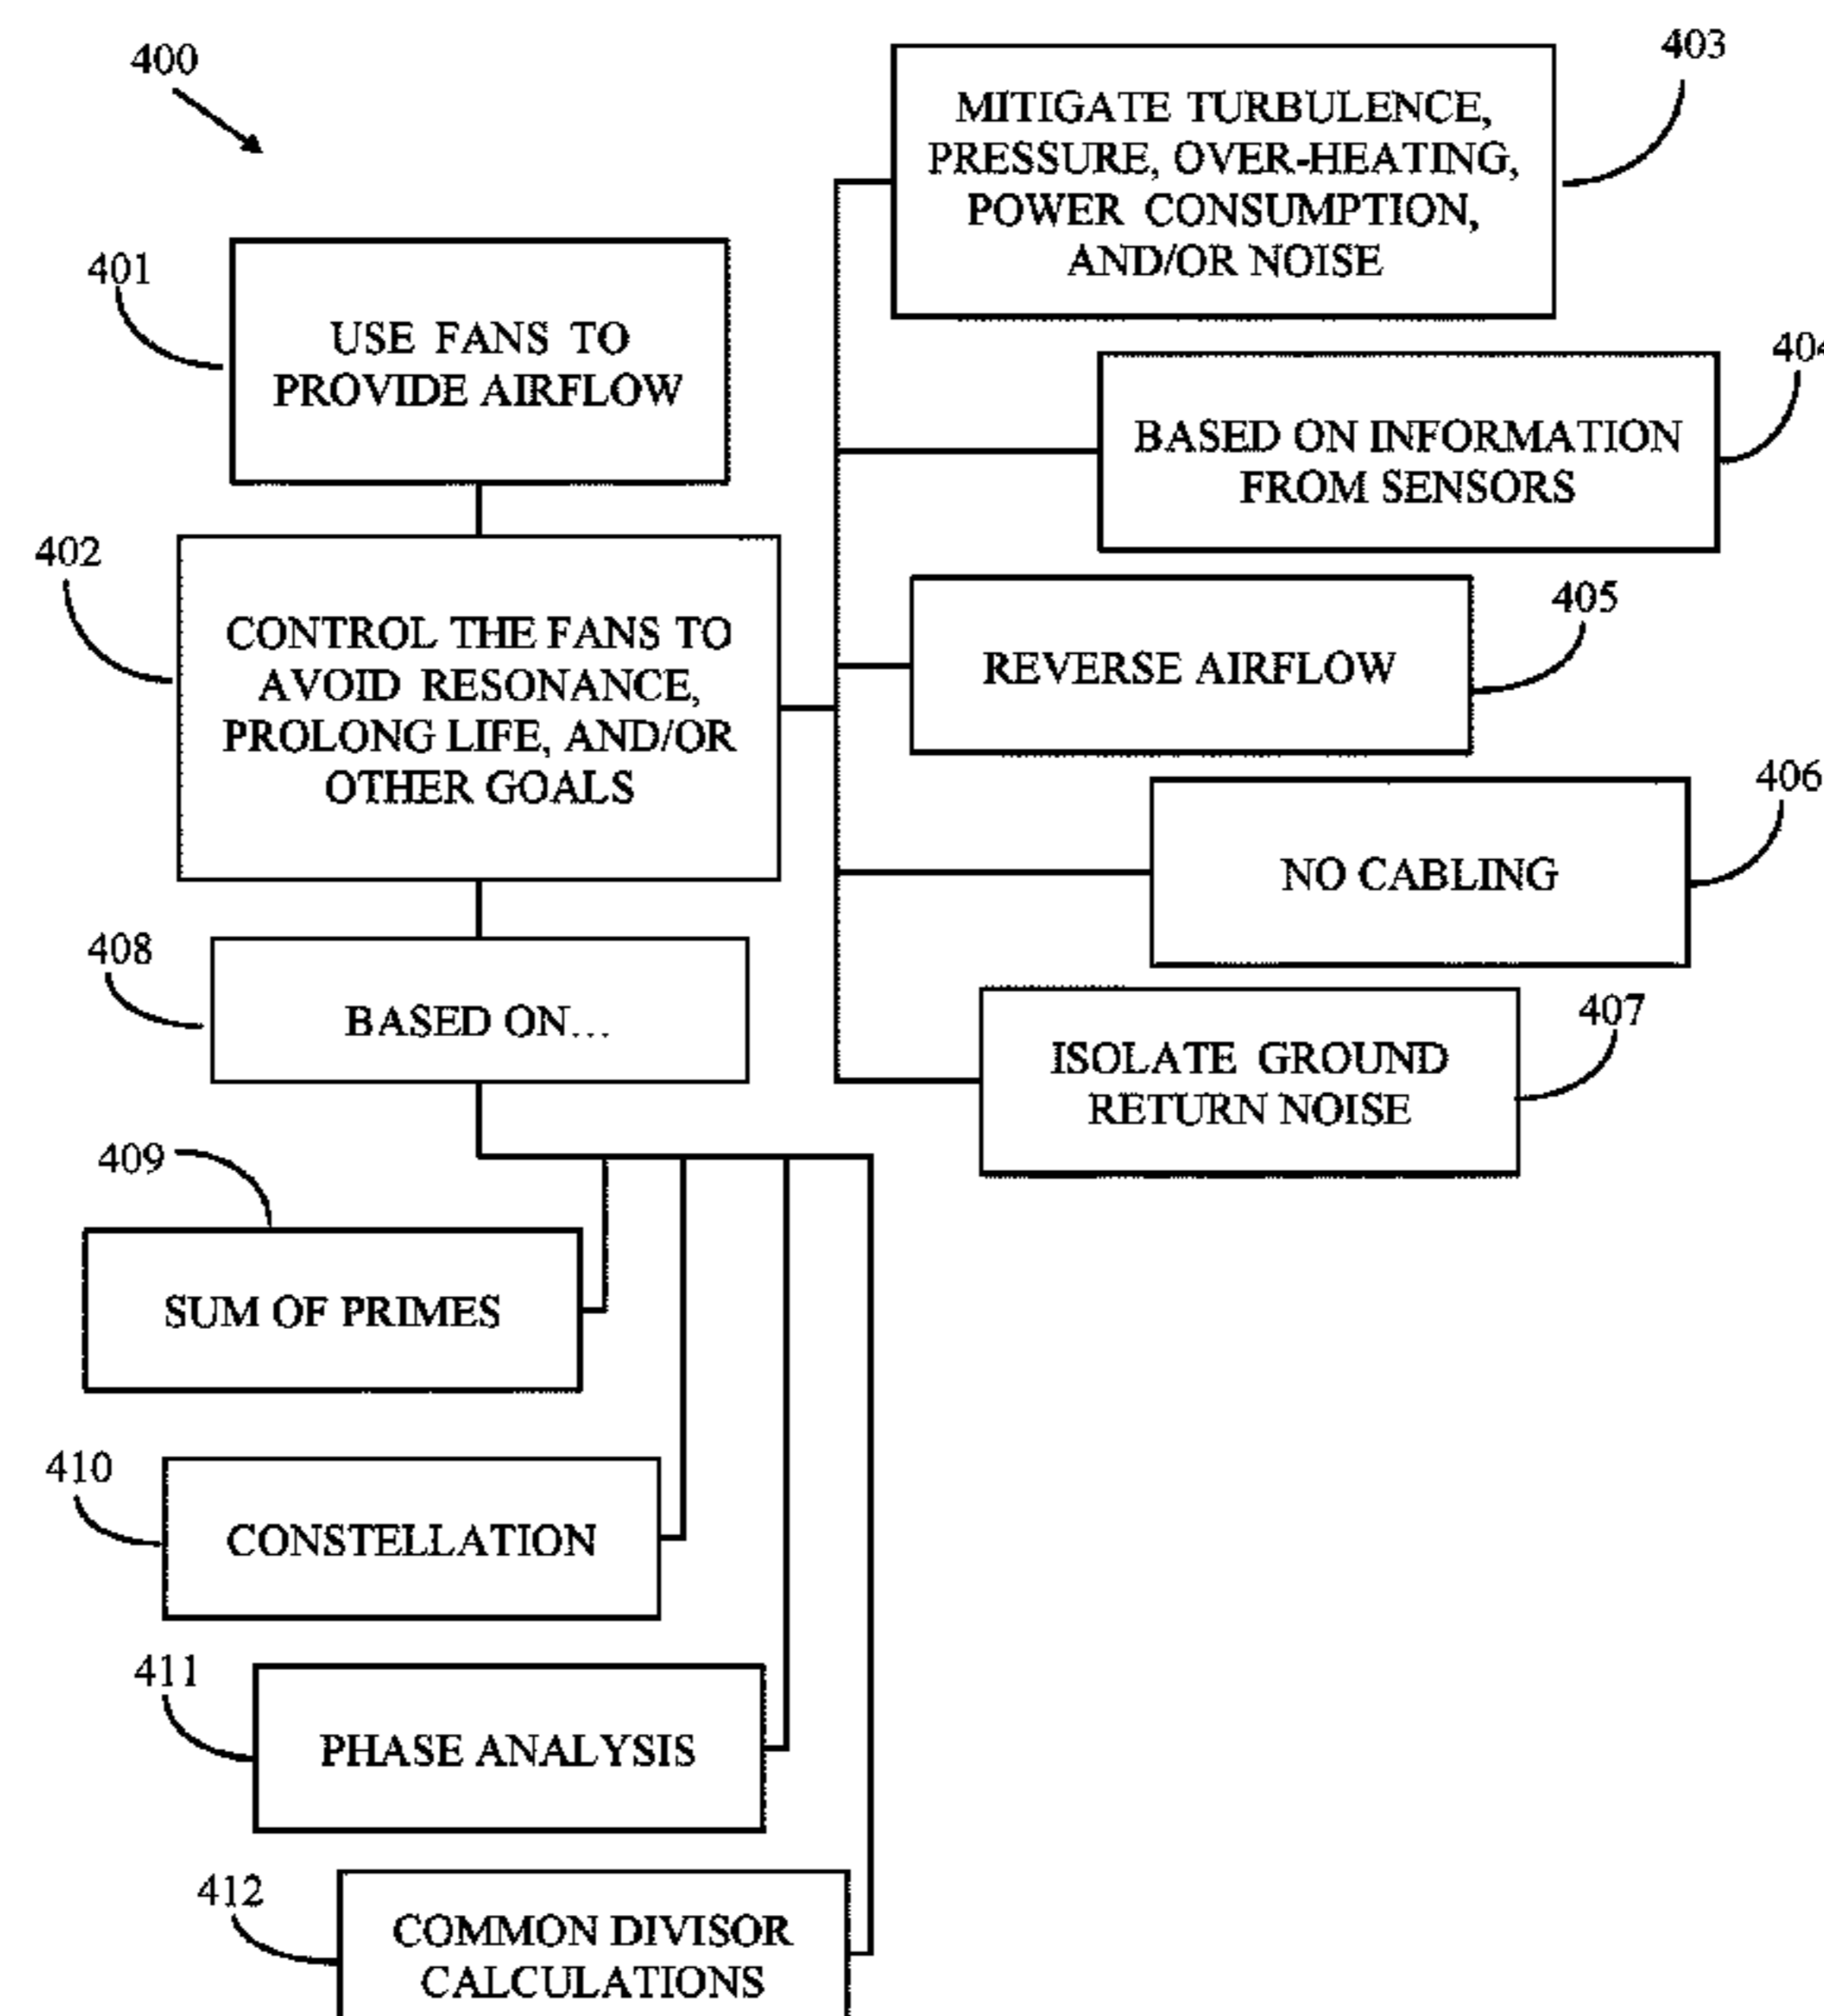 400
403
MITIGATE TURBULENCE,
PRESSURE, OVER-HEATING,
POWER CONSUMPTION,
AND/OR NOISE
401
USE FANS TO
PROVIDE AIRFLOW
404
BASED ON INFORMATION
FROM SENSORS
402
CONTROL THE FANS TO
AVOID RESONANCE,
PROLONG LIFE, AND/OR
OTHER GOALS
405
REVERSE AIRFLOW
406
NO CABLING
408
BASED ON...
407
ISOLATE GROUND
RETURN NOISE
409
SUM OF PRIMES
410
CONSTELLATION
411
PHASE ANALYSIS
412
COMMON DIVISOR
CALCULATIONS